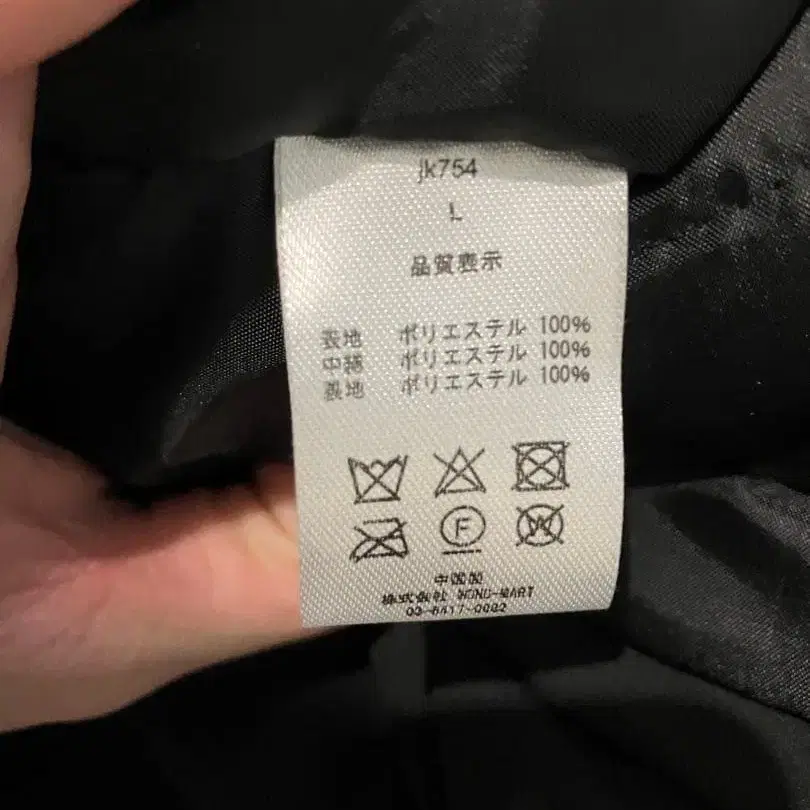 jk754
L
品質表示
表地 ポリエステル 100%
中綿 ポリエステル 100%
裏地 ポリエステル 100%
F
W
中国製
株式会社